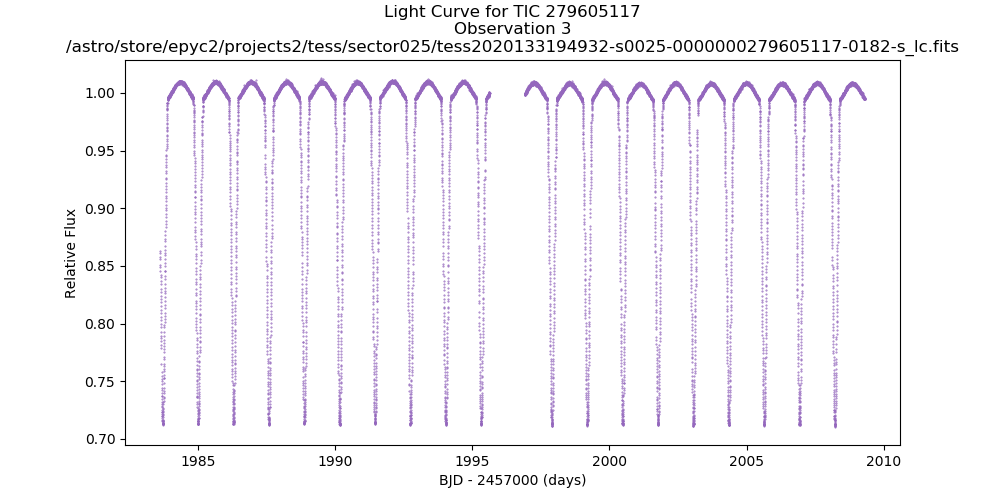 Light Curve for TIC 279605117
Observation 3
/astro/store/epyc2/projects2/tess/sector025/tess2020133194932-s0025-0000000279605117-0182-s_lc.fits
1.00
0.95
0.90
0.85
0.80
0.75
0.70
Relative Flux
1985
1990
1995
2000
2005
2010
BJD - 2457000 (days)